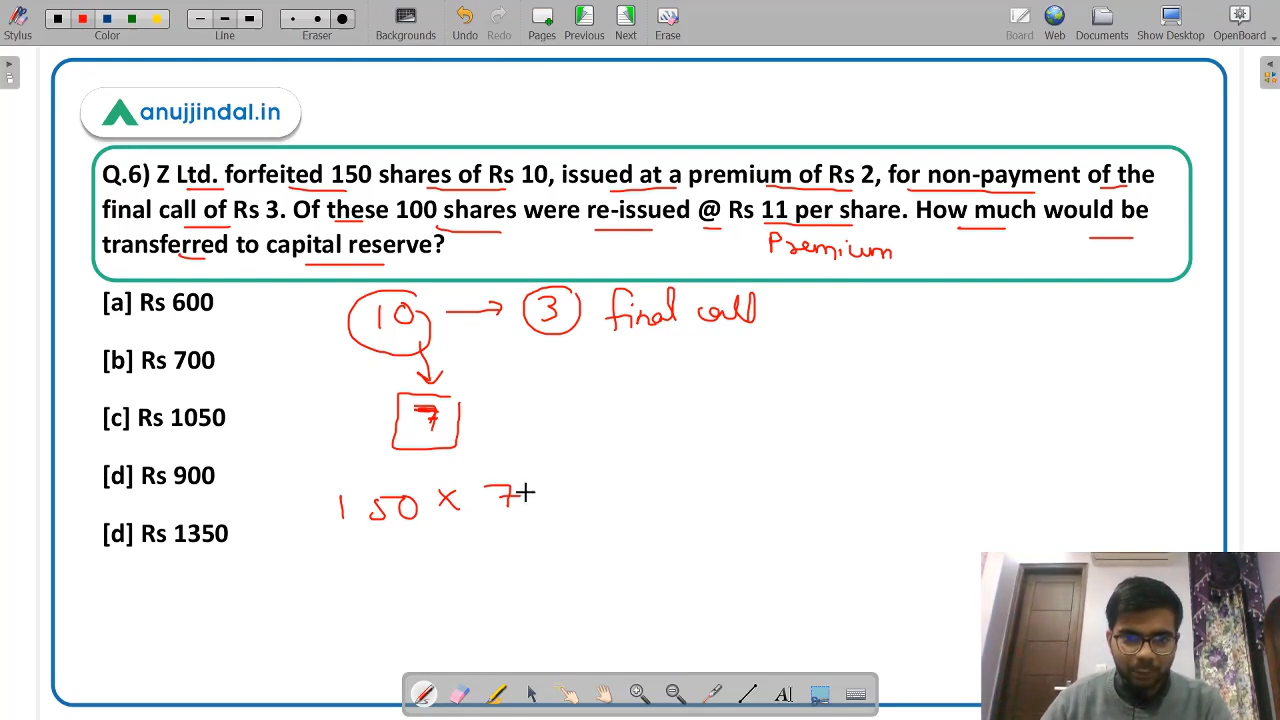 Stylus
Color
Line
Eraser
Backgrounds
Undo
Redo
Pages
Previous
Next
Erase
Board
Web
Documents
Show Desktop
OpenBoard
anujjindal.in
Q.6) Z Ltd. forfeited 150 shares of Rs 10, issued at a premium of Rs 2, for non-payment of the
final call of Rs 3. Of these 100 shares were re-issued @ Rs 11 per share. How much would be
transferred to capital reserve?
Premium
[a] Rs 600
10 → 3 final call
[b] Rs 700
[c] Rs 1050
7
[d] Rs 900
150 × 7
[d] Rs 1350